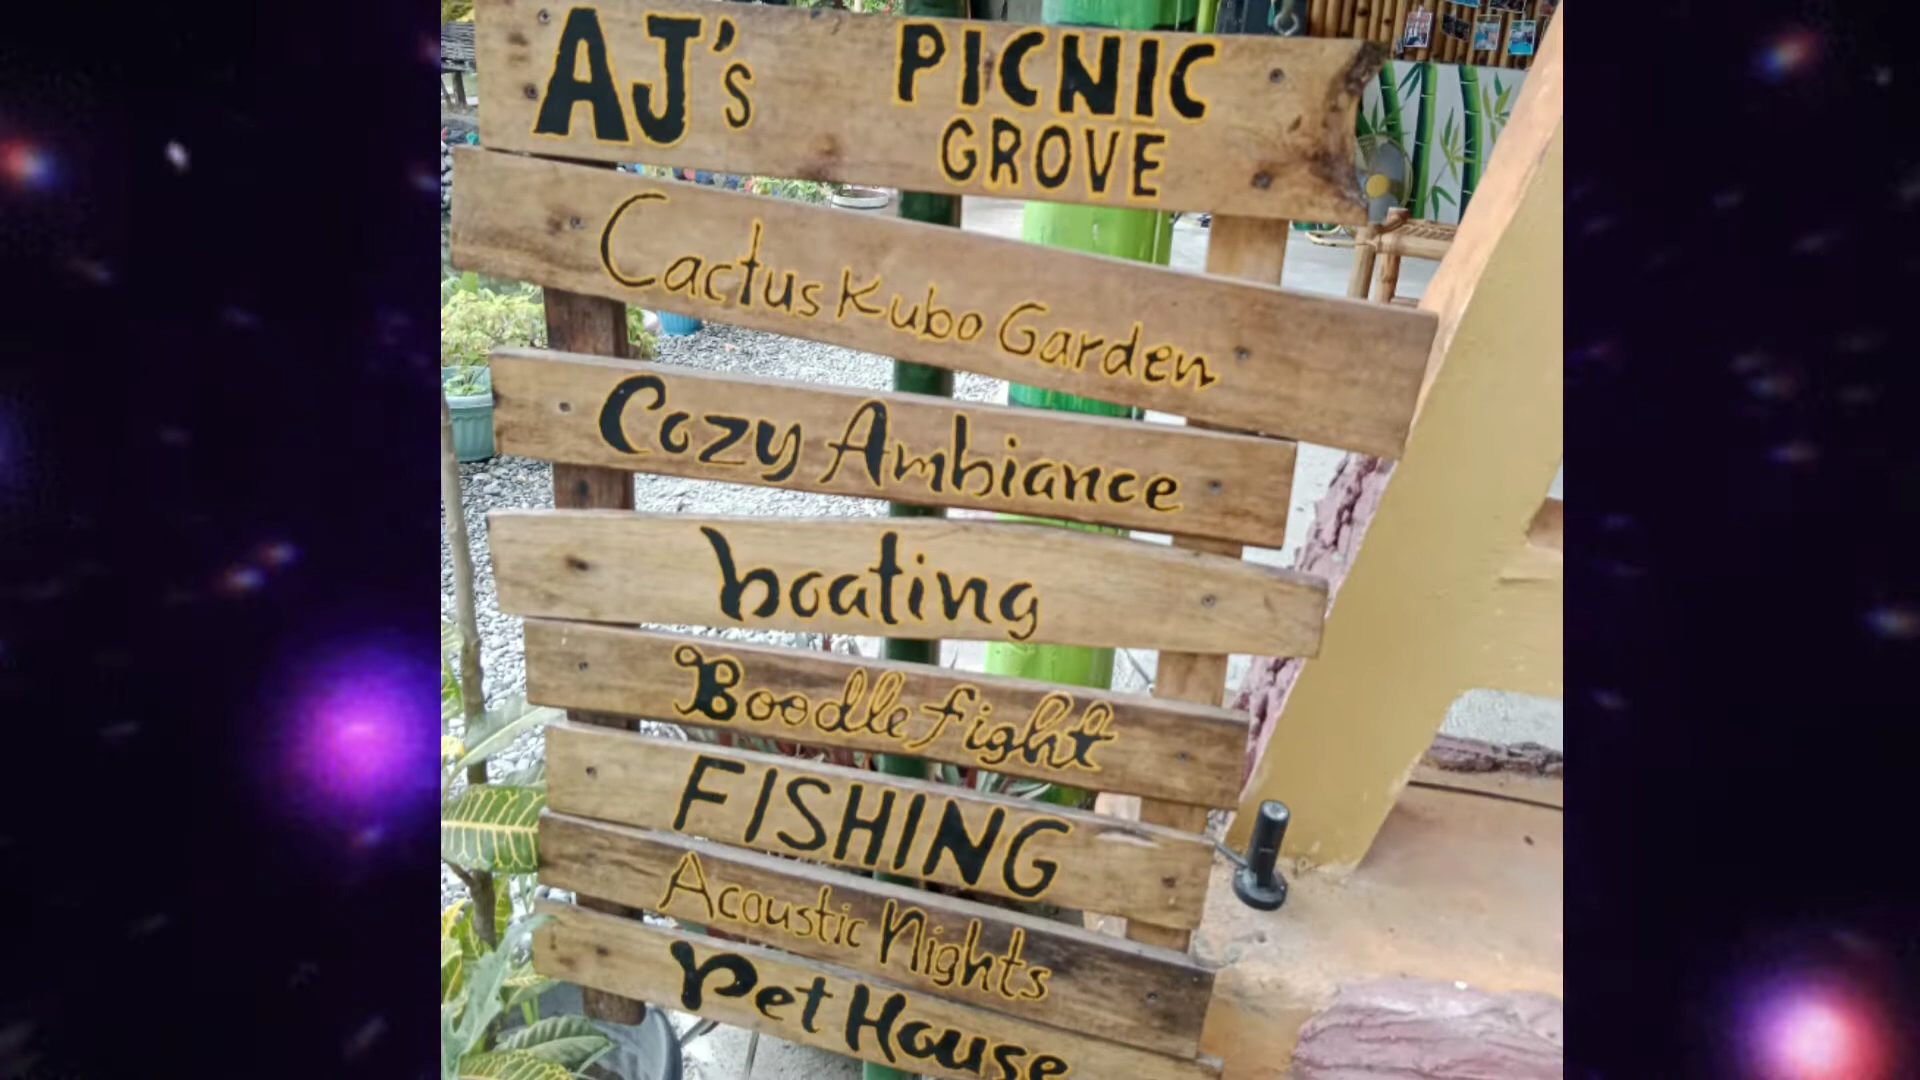 AJ's PICNIC
GROVE
Cactus Kubo Garden
Cozy Ambiance
boating
Boodle fight
FISHING
Acoustic Nights
Pet House